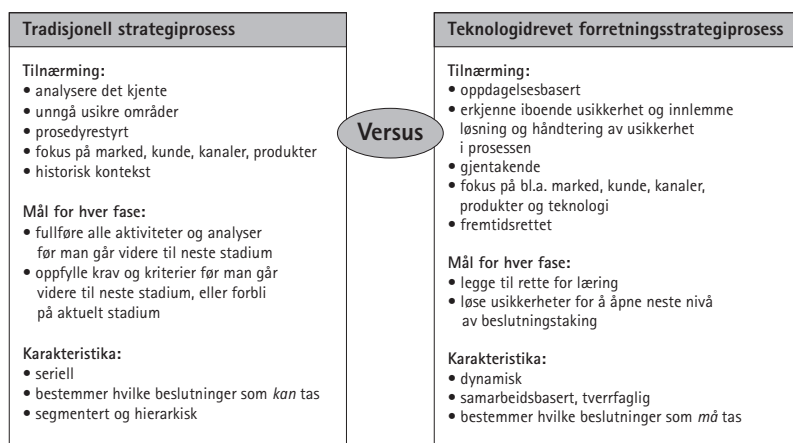 Tradisjonell strategiprosess
Tilnærming:
• analysere det kjente
• unngå usikre områder
• prosedyrestyrt
• fokus på marked, kunde, kanaler, produkter
• historisk kontekst
Mål for hver fase:
• fullføre alle aktiviteter og analyser
før man går videre til neste stadium
• oppfylle krav og kriterier før man går
videre til neste stadium, eller forbli
på aktuelt stadium
Karakteristika:
• seriell
• bestemmer hvilke beslutninger som kan tas
• segmentert og hierarkisk
Versus
Teknologidrevet forretningsstrategiprosess
Tilnærming:
• oppdagelsesbasert
• erkjenne iboende usikkerhet og innlemme
løsning og håndtering av usikkerhet
i prosessen
• gjentakende
• fokus på bl.a. marked, kunde, kanaler,
produkter og teknologi
• fremtidsrettet
Mål for hver fase:
• legge til rette for læring
• løse usikkerheter for å åpne neste nivå
av beslutningstaking
Karakteristika:
• dynamisk
• samarbeidsbasert, tverrfaglig
• bestemmer hvilke beslutninger som må tas